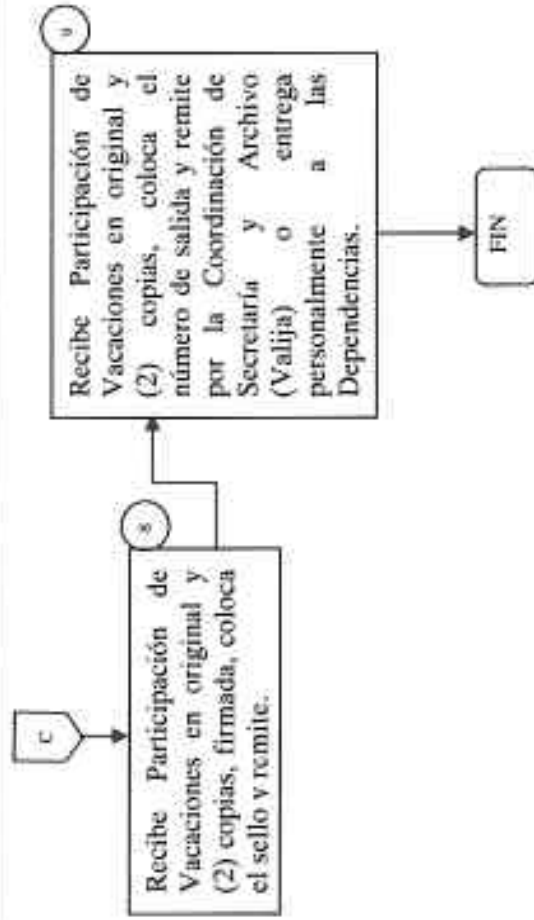 C
8
Recibe Participación de
Vacaciones en original y
(2) copias, firmada, coloca
el sello y remite.
9
Recibe Participación de
Vacaciones en original y
(2) copias, coloca el
número de salida y remite
por la Coordinación de
Secretaría y Archivo
(Valija) o entrega
personalmente a las
Dependencias.
FIN